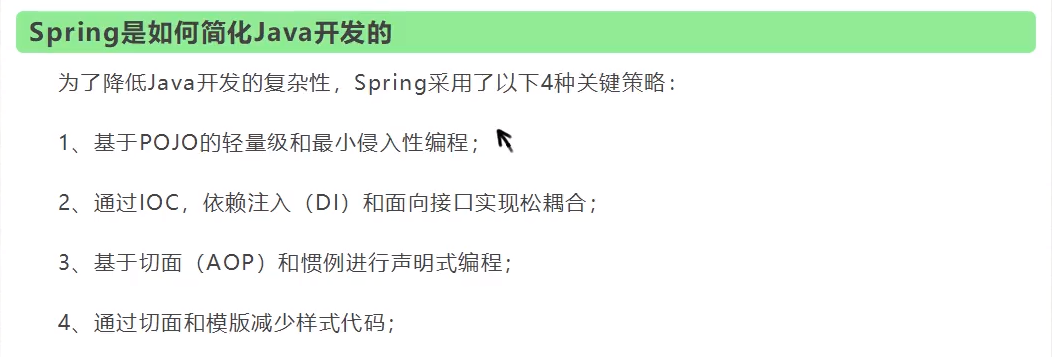 Spring是如何简化Java开发的
为了降低Java开发的复杂性，Spring采用了以下4种关键策略：
1、基于POJO的轻量级和最小侵入性编程；
2、通过IOC，依赖注入（DI）和面向接口实现松耦合；
3、基于切面（AOP）和惯例进行声明式编程；
4、通过切面和模版减少样式代码；